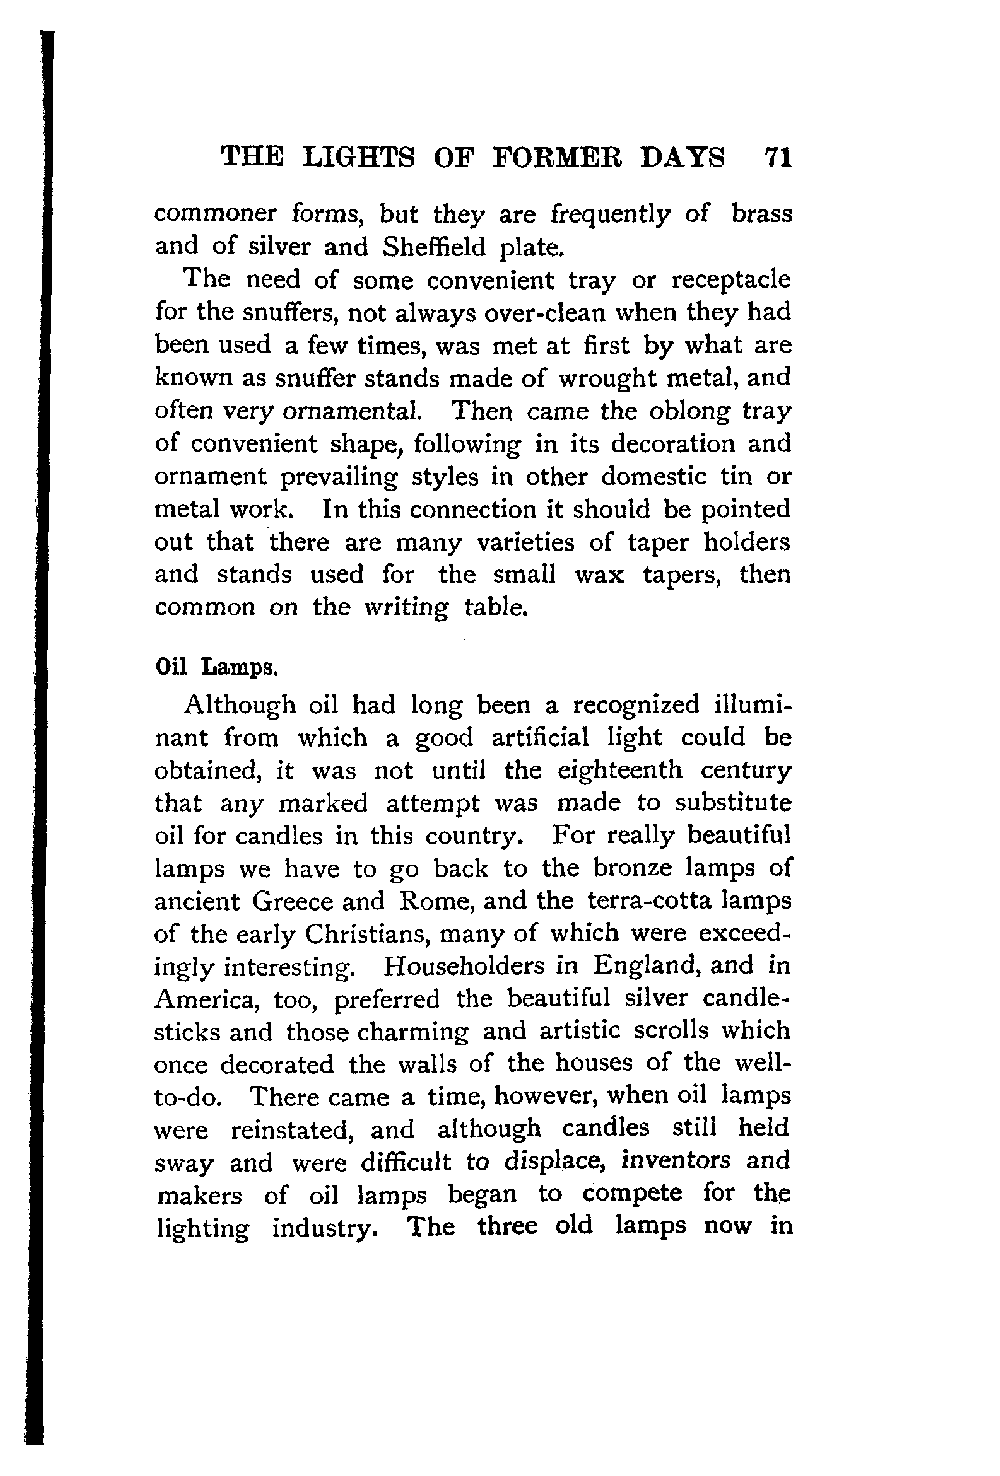 THE LIGHTS OF FORMER DAYS 71
commoner forms, but they are frequently of brass
and of silver and Sheffield plate.
The need of some convenient tray or receptacle
for the snuffers, not always over-clean when they had
been used a few times, was met at first by what are
known as snuffer stands made of wrought metal, and
often very ornamental. Then came the oblong tray
of convenient shape, following in its decoration and
ornament prevailing styles in other domestic tin or
metal work. In this connection it should be pointed
out that there are many varieties of taper holders
and stands used for the small wax tapers, then
common on the writing table.
Oil Lamps.
Although oil had long been a recognized illumi-
nant from which a good artificial light could be
obtained, it was not until the eighteenth century
that any marked attempt was made to substitute
oil for candles in this country. For really beautiful
lamps we have to go back to the bronze lamps of
ancient Greece and Rome, and the terra-cotta lamps
of the early Christians, many of which were exceed-
ingly interesting. Householders in England, and in
America, too, preferred the beautiful silver candle-
sticks and those charming and artistic scrolls which
once decorated the walls of the houses of the well-
to-do. There came a time, however, when oil lamps
were reinstated, and although candles still held
sway and were difficult to displace, inventors and
makers of oil lamps began to compete for the
lighting industry. The three old lamps now in